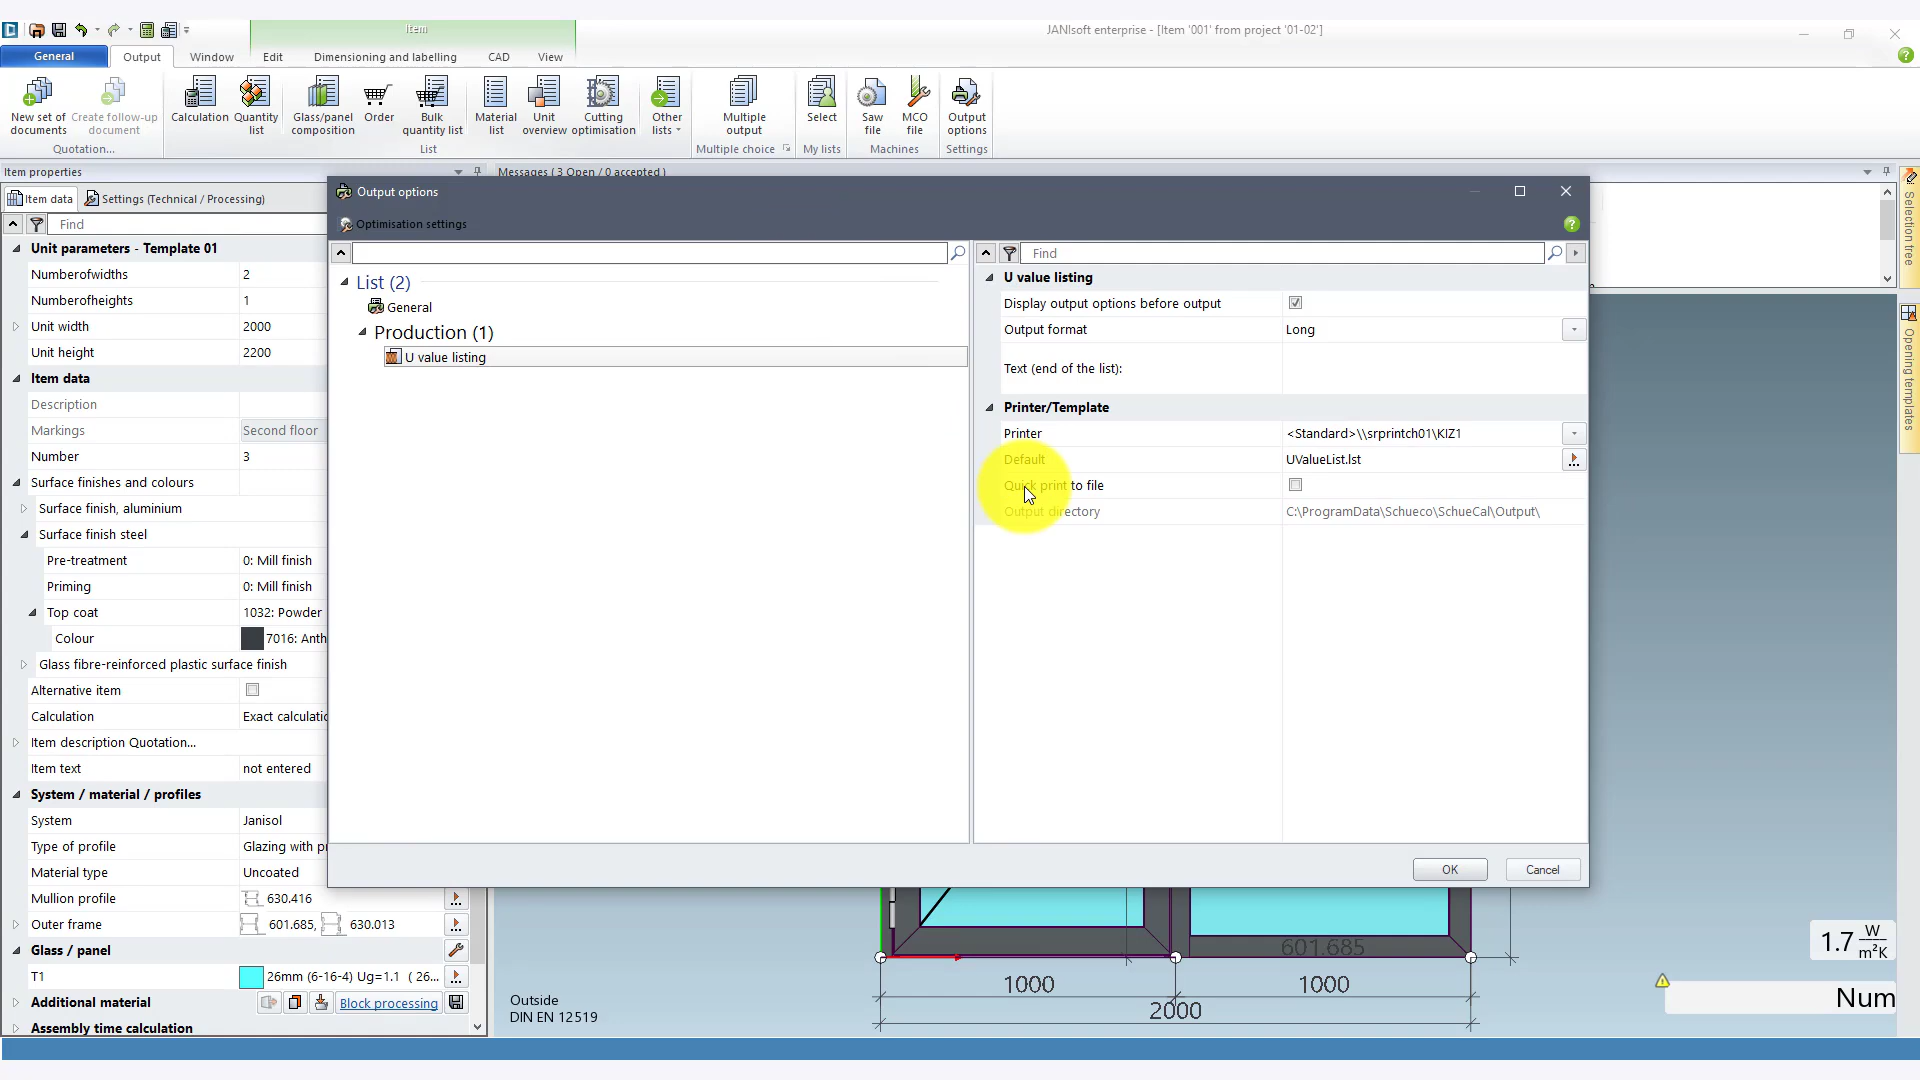 Item
JANIsoft enterprise - [Item '001' from project '01-02']
General
Output
Window
Edit
Dimensioning and labelling
CAD
View
New set of
documents
Create follow-up
document
Calculation
Quantity
list
Glass/panel
composition
Order
Bulk
quantity list
Material
list
Unit
overview
Cutting
optimisation
Other
lists
Multiple
output
Select
Saw
file
MCO
file
Output
options
Quotation...
List
Multiple choice
My lists
Machines
Settings
Item properties
Messages ( 3 Open / 0 accepted )
Item data
Settings (Technical / Processing)
Find
Unit parameters - Template 01
Numberofwidths 2
Numberofheights 1
Unit width 2000
Unit height 2200
Item data
Description
Markings Second floor
Number 3
Surface finishes and colours
Surface finish, aluminium
Surface finish steel
Pre-treatment 0: Mill finish
Priming 0: Mill finish
Top coat 1032: Powder
Colour 7016: Anth
Glass fibre-reinforced plastic surface finish
Alternative item
Calculation Exact calculatio
Item description Quotation...
Item text not entered
System / material / profiles
System Janisol
Type of profile Glazing with pr
Material type Uncoated
Mullion profile 630.416
Outer frame 601.685, 630.013
Glass / panel
T1 26mm (6-16-4) Ug=1.1 ( 26...
Additional material
Block processing
Assembly time calculation
Output options
Optimisation settings
List (2)
General
Production (1)
U value listing
Find
U value listing
Display output options before output
Output format Long
Text (end of the list):
Printer/Template
Printer <Standard>\\srprintch01\KIZ1
Default UValueList.lst
Quick print to file
Output directory C:\ProgramData\Schueco\SchueCal\Output\
OK
Cancel
Selection tree
Opening templates
601.685
1000
1000
2000
Outside
DIN EN 12519
1.7 W
m²K
Num